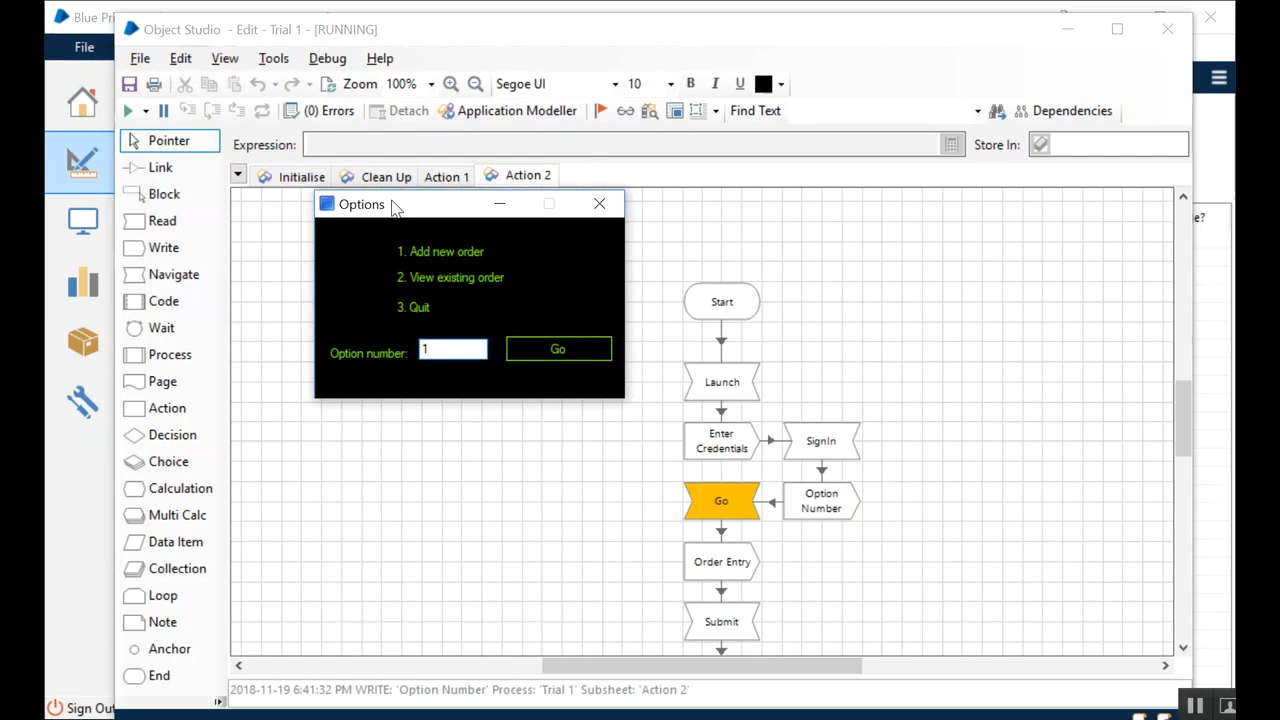 Blue Pri
Object Studio - Edit - Trial 1 - [RUNNING]
File
File Edit View Tools Debug Help
Zoom 100% Segoe UI 10 B I U
(0) Errors Detach Application Modeller Find Text Dependencies
Pointer
Expression: Store In:
Link
Initialise Clean Up Action 1 Action 2
Block
Options
Read
?
Write
1. Add new order
Navigate
2. View existing order
Code
3. Quit
Start
Wait
Option number: 1 Go
Process
Page
Launch
Action
Decision
Enter
Credentials
SignIn
Choice
Calculation
Go
Option
Number
Multi Calc
Data Item
Order Entry
Collection
Loop
Note
Submit
Anchor
End
2018-11-19 6:41:32 PM WRITE: 'Option Number' Process: 'Trial 1' Subsheet: 'Action 2'
Sign Out